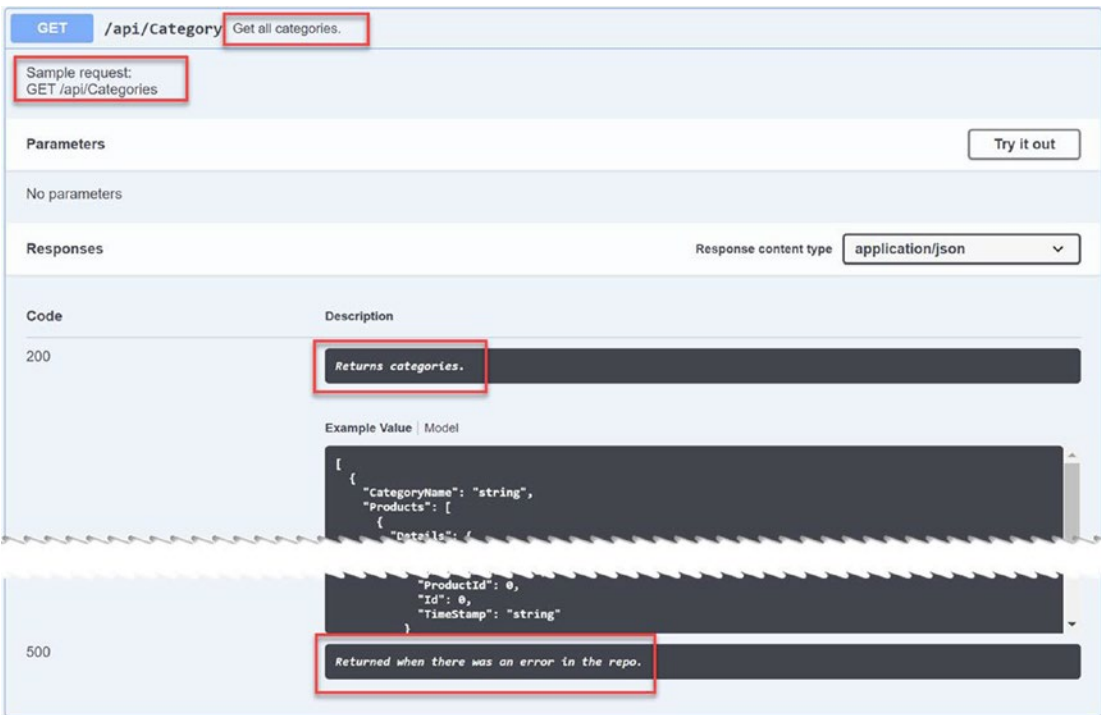 GET /api/Category Get all categories.
Sample request:
GET /api/Categories
Parameters Try it out
No parameters
Responses Response content type application/json
Code Description
200 Returns categories.
Example Value Model
[
{
"CategoryName": "string",
"Products": [
{
"Details": {
"ProductId": 0,
"Id": 0,
"TimeStamp": "string"
}
500 Returned when there was an error in the repo.